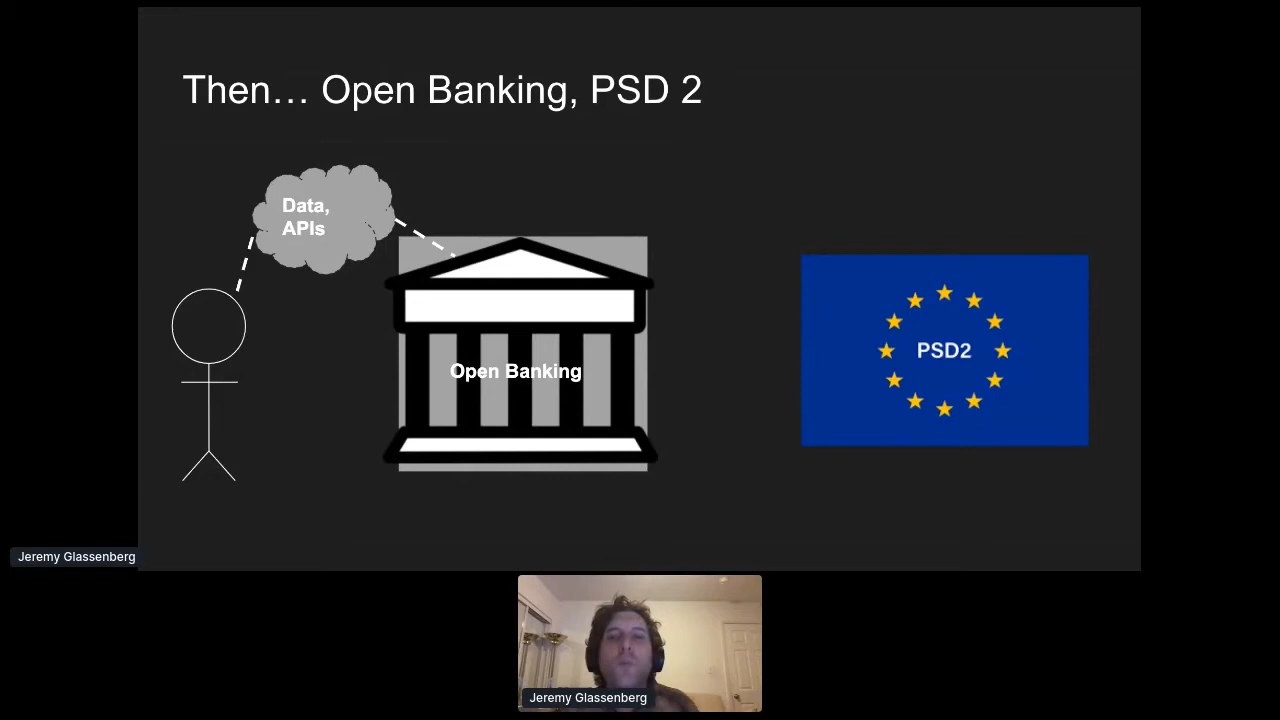 Then… Open Banking, PSD 2
Data,
APIs
Open Banking
PSD2
Jeremy Glassenberg
Jeremy Glassenberg